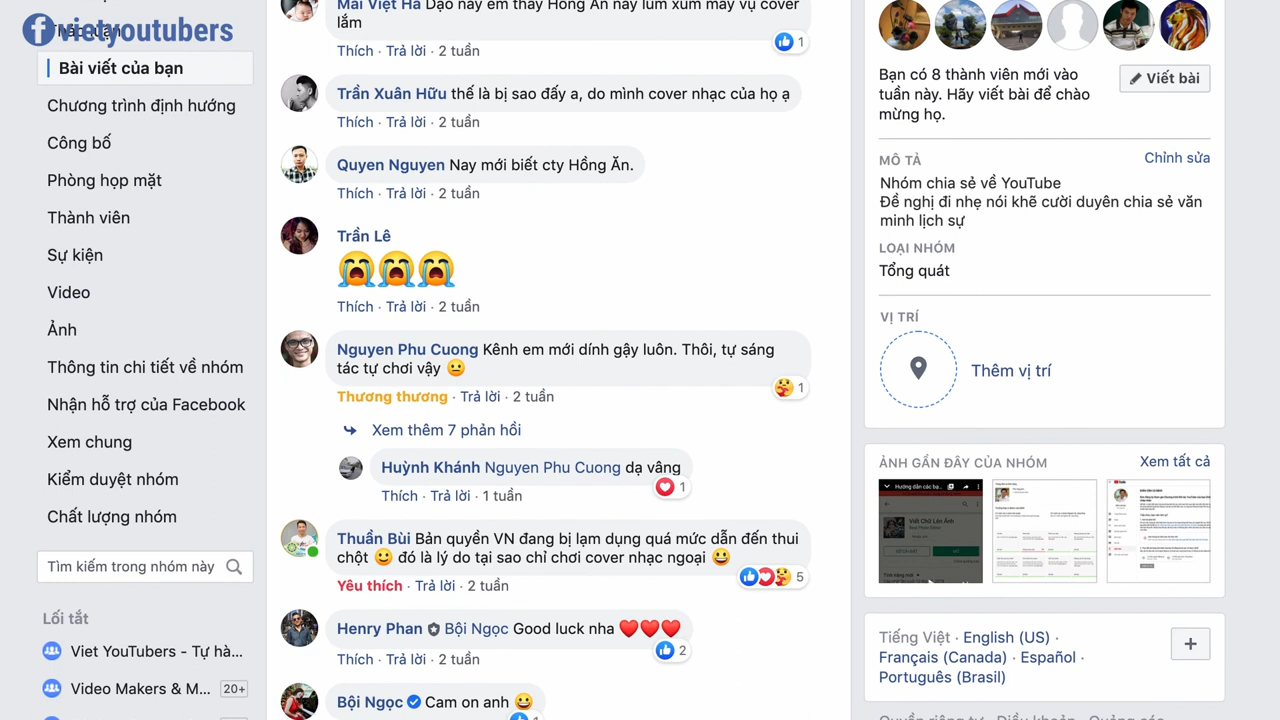 vietyoutubers
Bài viết của bạn
Chương trình định hướng
Công bố
Phòng họp mặt
Thành viên
Sự kiện
Video
Ảnh
Thông tin chi tiết về nhóm
Nhận hỗ trợ của Facebook
Xem chung
Kiểm duyệt nhóm
Chất lượng nhóm
Tìm kiếm trong nhóm này
Lối tắt
Viet YouTubers - Tự hà...
Video Makers & M... 20+
Mai Việt Hà Dạo này em thấy Hồng Ân này lùm xùm mấy vụ cover
lắm
Thích · Trả lời · 2 tuần
1
Trần Xuân Hữu thế là bị sao đấy a, do mình cover nhạc của họ ạ
Thích · Trả lời · 2 tuần
Quyen Nguyen Nay mới biết cty Hồng Ăn.
Thích · Trả lời · 2 tuần
Trần Lê
😭😭😭
Thích · Trả lời · 2 tuần
Nguyen Phu Cuong Kênh em mới dính gậy luôn. Thôi, tự sáng
tác tự chơi vậy 😐
1
Thương thương · Trả lời · 2 tuần
Xem thêm 7 phản hồi
Huỳnh Khánh Nguyen Phu Cuong dạ vâng
1
Thích · Trả lời · 1 tuần
Thuần Bùi Bản quyền VN đang bị lạm dụng quá mức dẫn đến thui
chột, có đó là lý do tại sao chỉ chơi cover nhạc ngoại 😀
5
Yêu thích · Trả lời · 2 tuần
Henry Phan Bội Ngọc Good luck nha ❤️❤️❤️
2
Thích · Trả lời · 2 tuần
Bội Ngọc Cam on anh 😀
1
Bạn có 8 thành viên mới vào
tuần này. Hãy viết bài để chào
mừng họ.
Viết bài
MÔ TẢ
Chỉnh sửa
Nhóm chia sẻ về YouTube
Đề nghị đi nhẹ nói khẽ cười duyên chia sẻ văn
minh lịch sự
LOẠI NHÓM
Tổng quát
VỊ TRÍ
Thêm vị trí
ẢNH GẦN ĐÂY CỦA NHÓM
Xem tất cả
Viết Chữ Lên Ảnh
Tiếng Việt · English (US) ·
Français (Canada) · Español ·
Português (Brasil)
Quyền riêng tư · Điều khoản · Quảng cáo